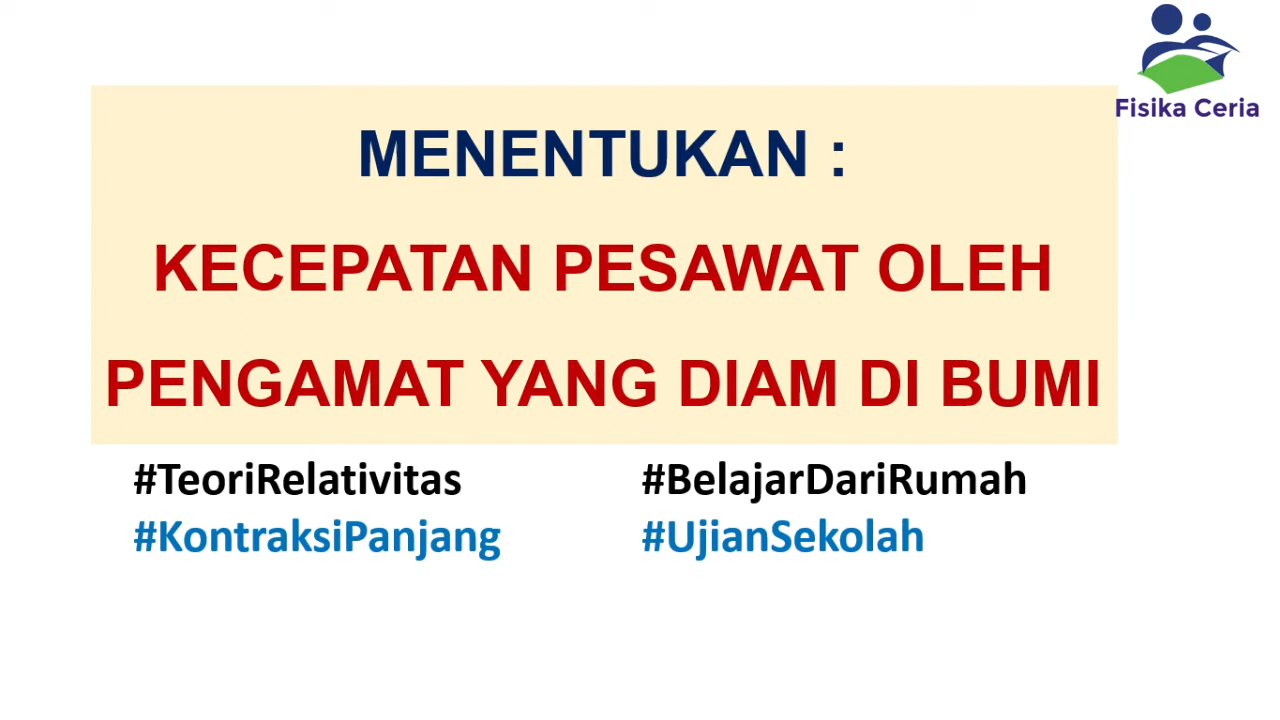 Fisika Ceria
MENENTUKAN :
KECEPATAN PESAWAT OLEH
PENGAMAT YANG DIAM DI BUMI
#TeoriRelativitas
#BelajarDariRumah
#KontraksiPanjang
#UjianSekolah